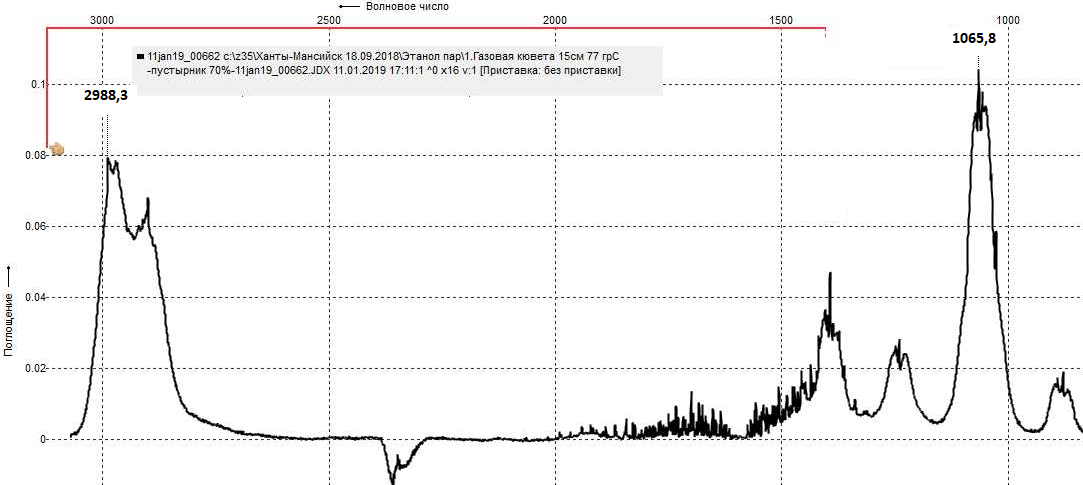 Волновое число
3000 2500 2000 1500 1000
1065,8
11jan19_00662 c:\z35\Ханты-Мансийск 18.09.2018\Этанол пар\1.Газовая кювета 15см 77 грС
-пустырник 70%-11jan19_00662.JDX 11.01.2019 17:11:1 ^0 x16 v:1 [Приставка: без приставки]
0.1
2988,3
0.08
0.06
0.04
0.02
0
Поглощение